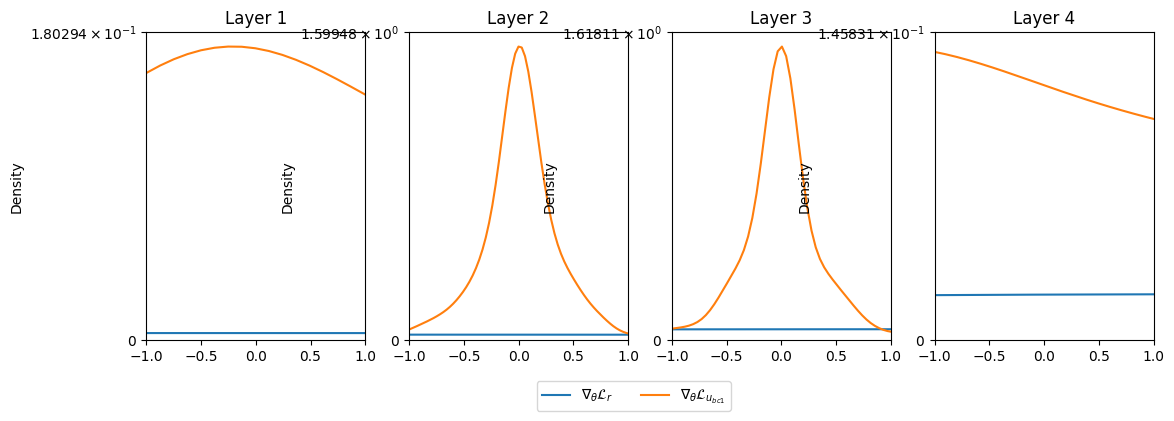 Layer 1
Layer 2
Layer 3
Layer 4
1.80294 × 10⁻¹
1.59948 × 10⁰
1.61811 × 10⁰
1.45831 × 10⁻¹
Density
Density
Density
Density
0
0
0
0
−1.0 −0.5 0.0 0.5 1.0
−1.0 −0.5 0.0 0.5 1.0
−1.0 −0.5 0.0 0.5 1.0
−1.0 −0.5 0.0 0.5 1.0
∇θℒr
∇θℒu_bc1